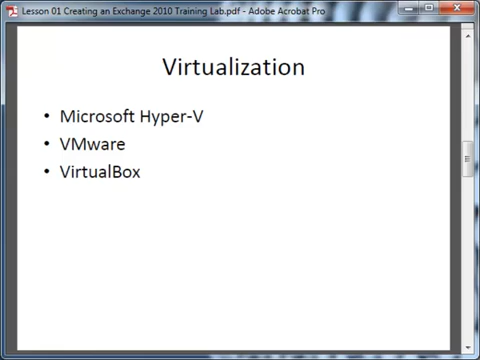 Lesson 01 Creating an Exchange 2010 Training Lab.pdf - Adobe Acrobat Pro
Virtualization
• Microsoft Hyper-V
• VMware
• VirtualBox